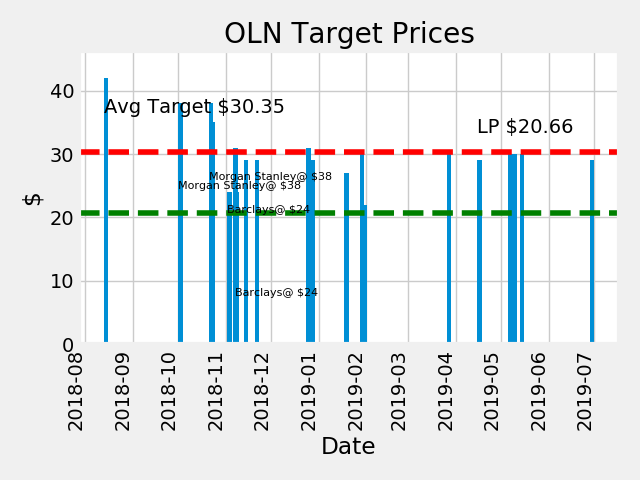 OLN Target Prices
Avg Target $30.35
LP $20.66
Morgan Stanley@ $38
Morgan Stanley@ $38
Barclays@ $24
Barclays@ $24
$
40
30
20
10
0
2018-08
2018-09
2018-10
2018-11
2018-12
2019-01
2019-02
2019-03
2019-04
2019-05
2019-06
2019-07
Date